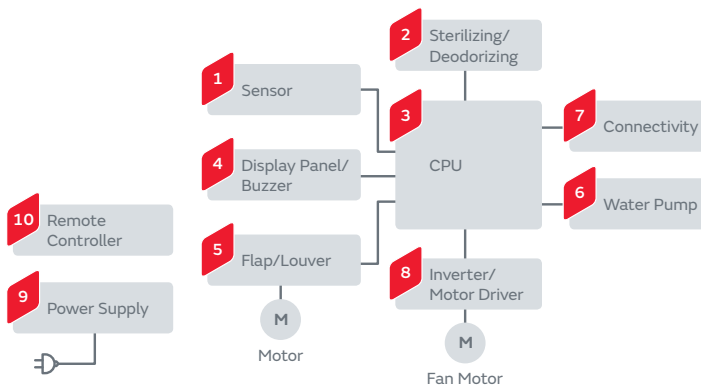 2
Sterilizing/
Deodorizing
1
Sensor
3
CPU
7
Connectivity
4
Display Panel/
Buzzer
6
Water Pump
10
Remote
Controller
5
Flap/Louver
8
Inverter/
Motor Driver
9
Power Supply
M
Motor
M
Fan Motor